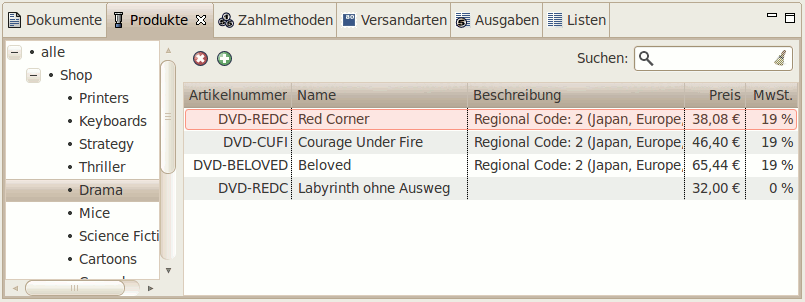 Dokumente Produkte Zahlmethoden Versandarten Ausgaben Listen
alle
Shop
Printers
Keyboards
Strategy
Thriller
Drama
Mice
Science Ficti
Cartoons
Suchen:
Artikelnummer Name Beschreibung Preis MwSt.
DVD-REDC Red Corner Regional Code: 2 (Japan, Europe, 38,08 € 19 %
DVD-CUFI Courage Under Fire Regional Code: 2 (Japan, Europe, 46,40 € 19 %
DVD-BELOVED Beloved Regional Code: 2 (Japan, Europe, 65,44 € 19 %
DVD-REDC Labyrinth ohne Ausweg 32,00 € 0 %